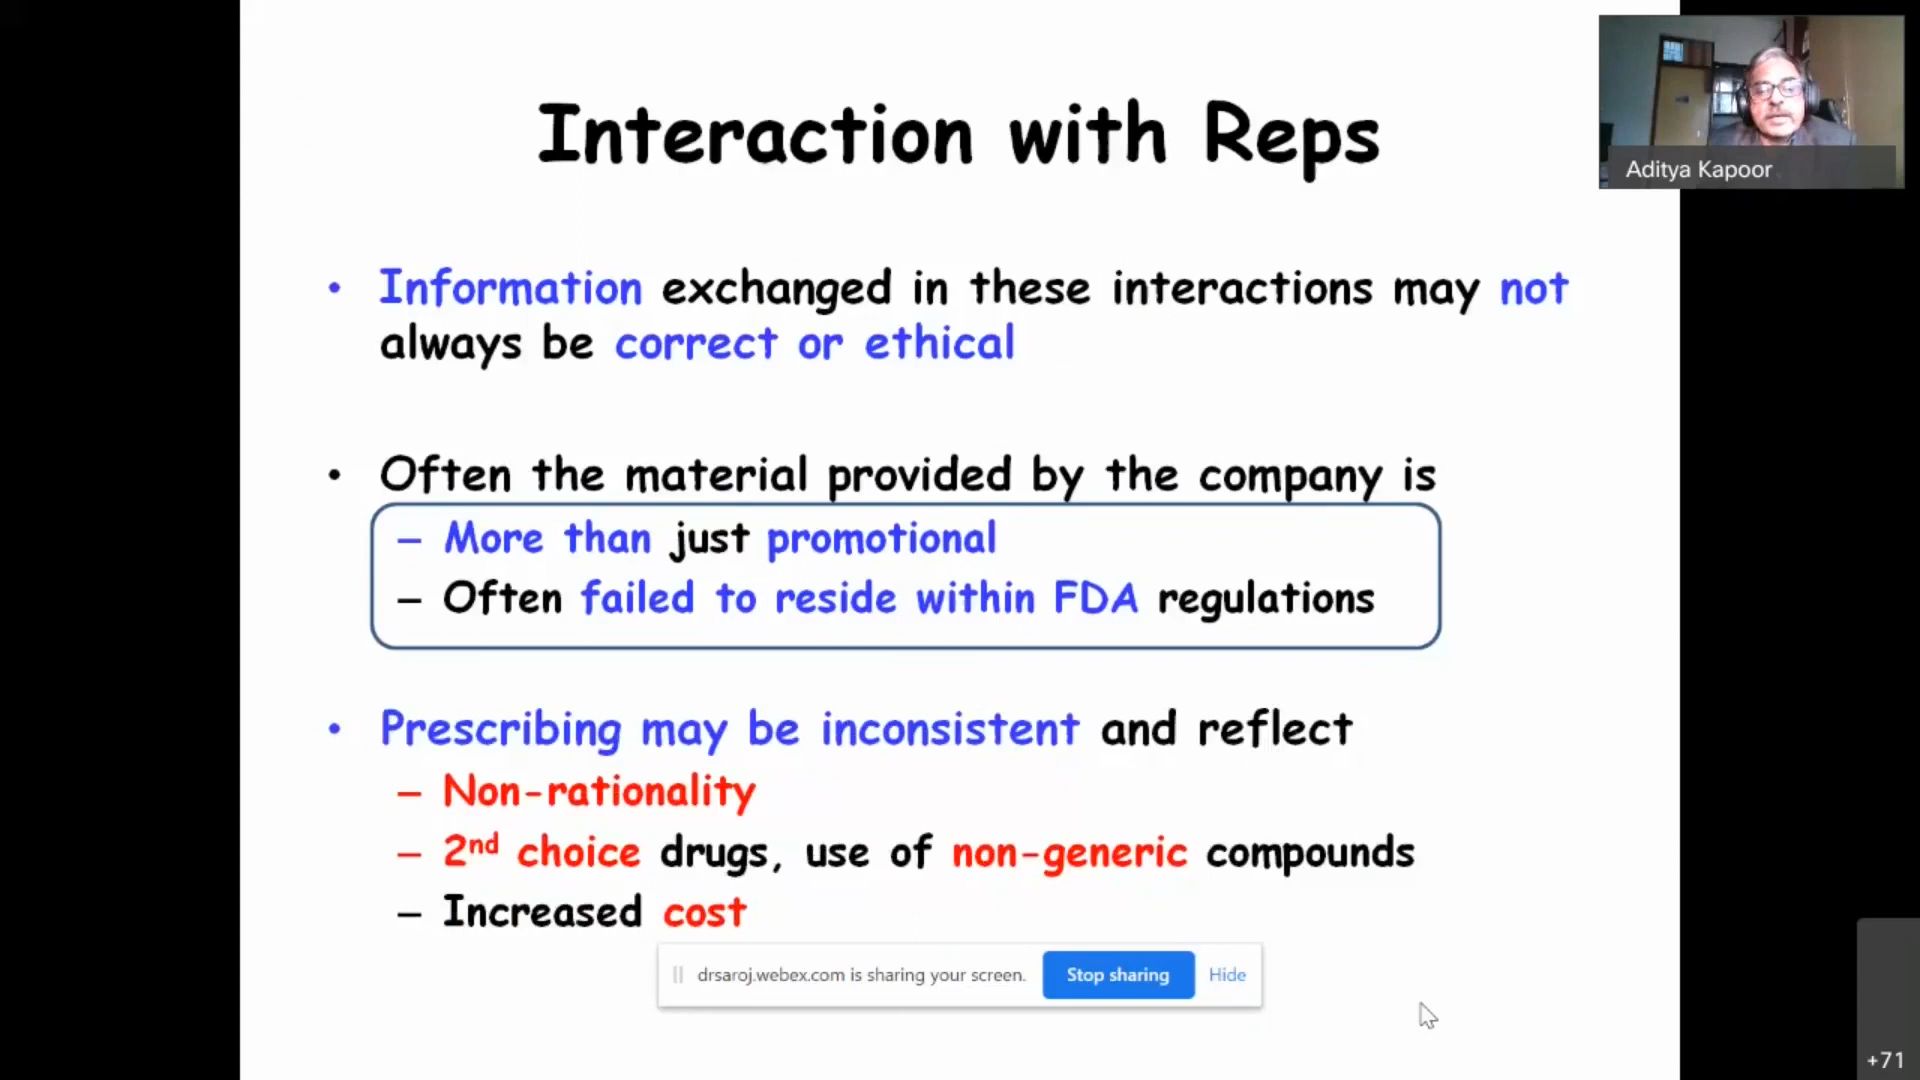 Interaction with Reps
Aditya Kapoor
• Information exchanged in these interactions may not
always be correct or ethical
• Often the material provided by the company is
– More than just promotional
– Often failed to reside within FDA regulations
• Prescribing may be inconsistent and reflect
– Non-rationality
– 2nd choice drugs, use of non-generic compounds
– Increased cost
drsaroj.webex.com is sharing your screen. Stop sharing Hide
+71